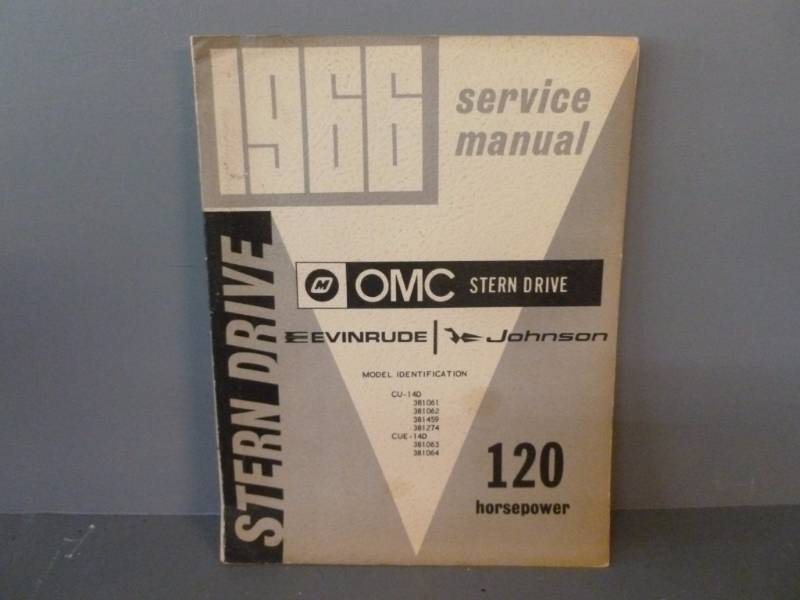 1966
service
manual
STERN DRIVE
M OMC STERN DRIVE
EVINRUDE | Johnson
MODEL IDENTIFICATION
CU-14D
381061
381062
381459
381274
CUE-14D
381063
381064
120
horsepower